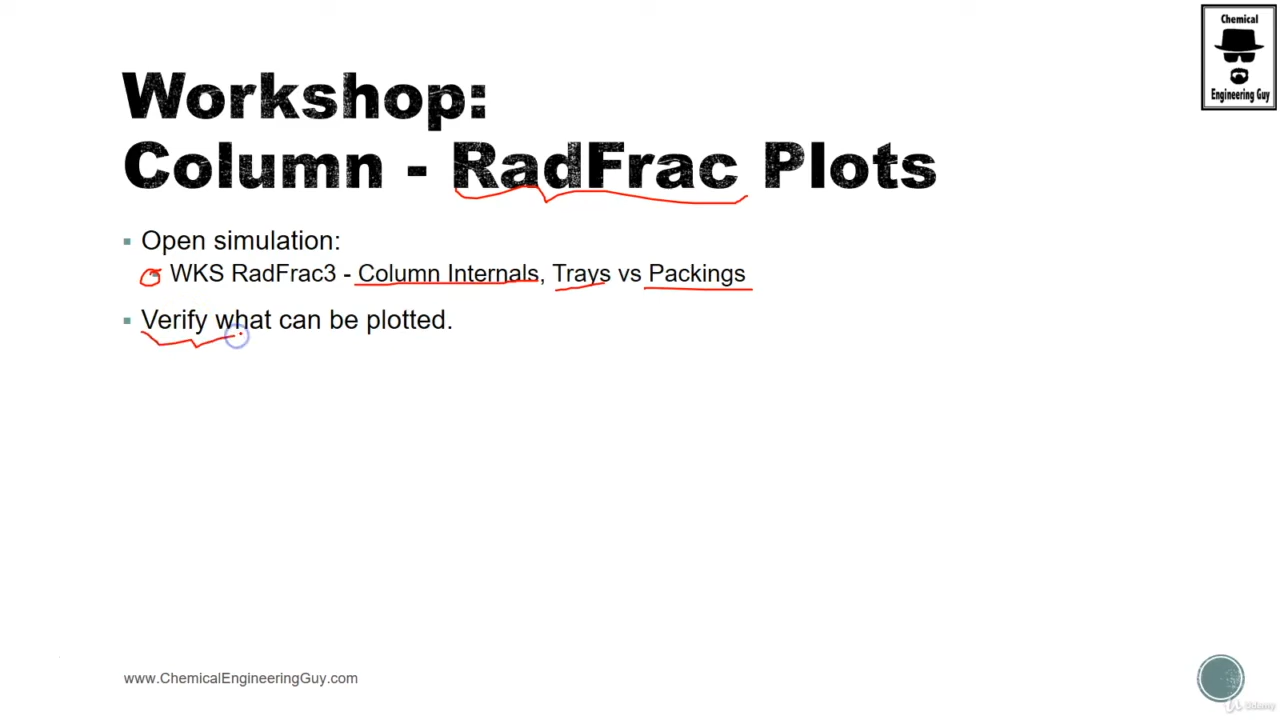 Chemical
Engineering Guy
Workshop:
Column - RadFrac Plots
▪ Open simulation:
WKS RadFrac3 - Column Internals, Trays vs Packings
▪ Verify what can be plotted.
www.ChemicalEngineeringGuy.com
Udemy